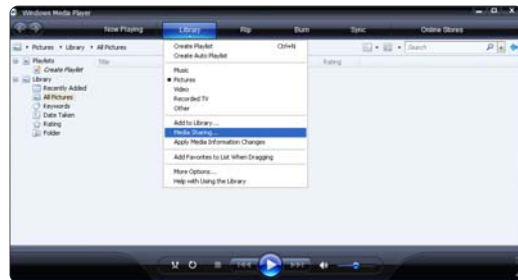 Windows Media Player
Now Playing Library Rip Burn Sync Online Stores
Pictures Library All Pictures
Search
Playlists
Create Playlist
Library
Recently Added
All Pictures
Keywords
Date Taken
Rating
Folder
Title
Rating
Create Playlist Ctrl+N
Create Auto Playlist
Music
Pictures
Video
Recorded TV
Other
Add to Library...
Media Sharing...
Apply Media Information Changes
Add Favorites to List When Dragging
More Options...
Help with Using the Library